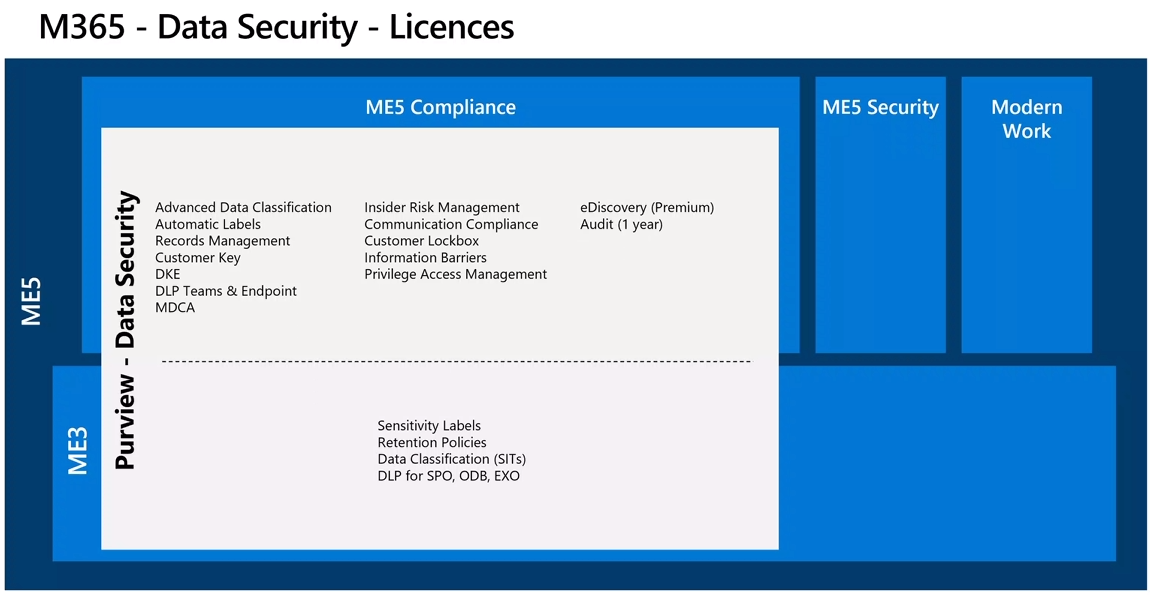 M365 - Data Security - Licences
ME5
ME5 Compliance
ME5 Security
Modern
Work
Purview - Data Security
Advanced Data Classification
Automatic Labels
Records Management
Customer Key
DKE
DLP Teams & Endpoint
MDCA
Insider Risk Management
Communication Compliance
Customer Lockbox
Information Barriers
Privilege Access Management
eDiscovery (Premium)
Audit (1 year)
ME3
Sensitivity Labels
Retention Policies
Data Classification (SITs)
DLP for SPO, ODB, EXO